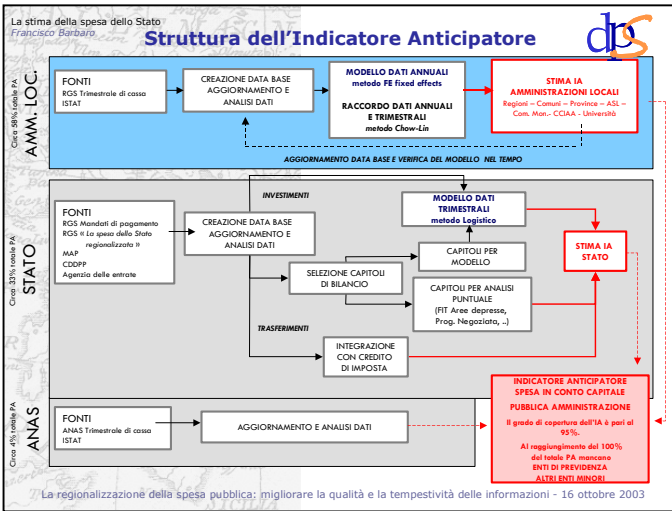 La stima della spesa dello Stato
Francisco Barbaro
Struttura dell'Indicatore Anticipatore
dps
Circa 58% totale PA
AMM. LOC.
FONTI
RGS Trimestrale di cassa
ISTAT
CREAZIONE DATA BASE
AGGIORNAMENTO E
ANALISI DATI
MODELLO DATI ANNUALI
metodo FE fixed effects
RACCORDO DATI ANNUALI
E TRIMESTRALI
metodo Chow-Lin
STIMA IA
AMMINISTRAZIONI LOCALI
Regioni – Comuni – Province – ASL –
Com. Mon.- CCIAA - Università
AGGIORNAMENTO DATA BASE E VERIFICA DEL MODELLO NEL TEMPO
Circa 33% totale PA
STATO
FONTI
RGS Mandati di pagamento
RGS « La spesa dello Stato
regionalizzata »
MAP
CDDPP
Agenzia delle entrate
INVESTIMENTI
CREAZIONE DATA BASE
AGGIORNAMENTO E
ANALISI DATI
MODELLO DATI
TRIMESTRALI
metodo Logistico
STIMA IA
STATO
SELEZIONE CAPITOLI
DI BILANCIO
CAPITOLI PER
MODELLO
CAPITOLI PER ANALISI
PUNTUALE
(FIT Aree depresse,
Prog. Negoziata, ..)
TRASFERIMENTI
INTEGRAZIONE
CON CREDITO
DI IMPOSTA
Circa 4% totale PA
ANAS
FONTI
ANAS Trimestrale di cassa
ISTAT
AGGIORNAMENTO E ANALISI DATI
INDICATORE ANTICIPATORE
SPESA IN CONTO CAPITALE
PUBBLICA AMMINISTRAZIONE
Il grado di copertura dell'IA è pari al
95%.
Al raggiungimento del 100%
del totale PA mancano
ENTI DI PREVIDENZA
ALTRI ENTI MINORI
La regionalizzazione della spesa pubblica: migliorare la qualità e la tempestività delle informazioni - 16 ottobre 2003